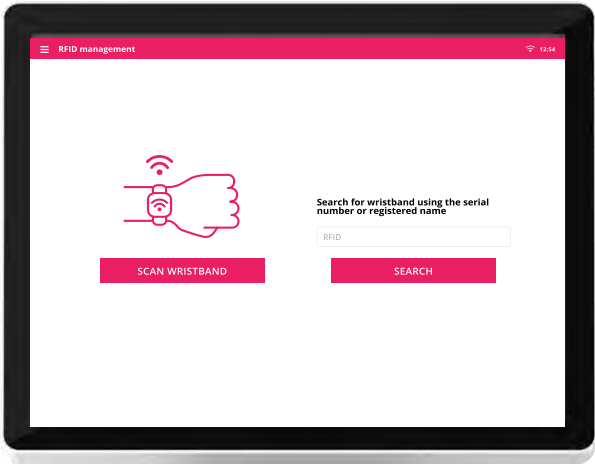 RFID management
12:54
Search for wristband using the serial
number or registered name
RFID
SCAN WRISTBAND
SEARCH